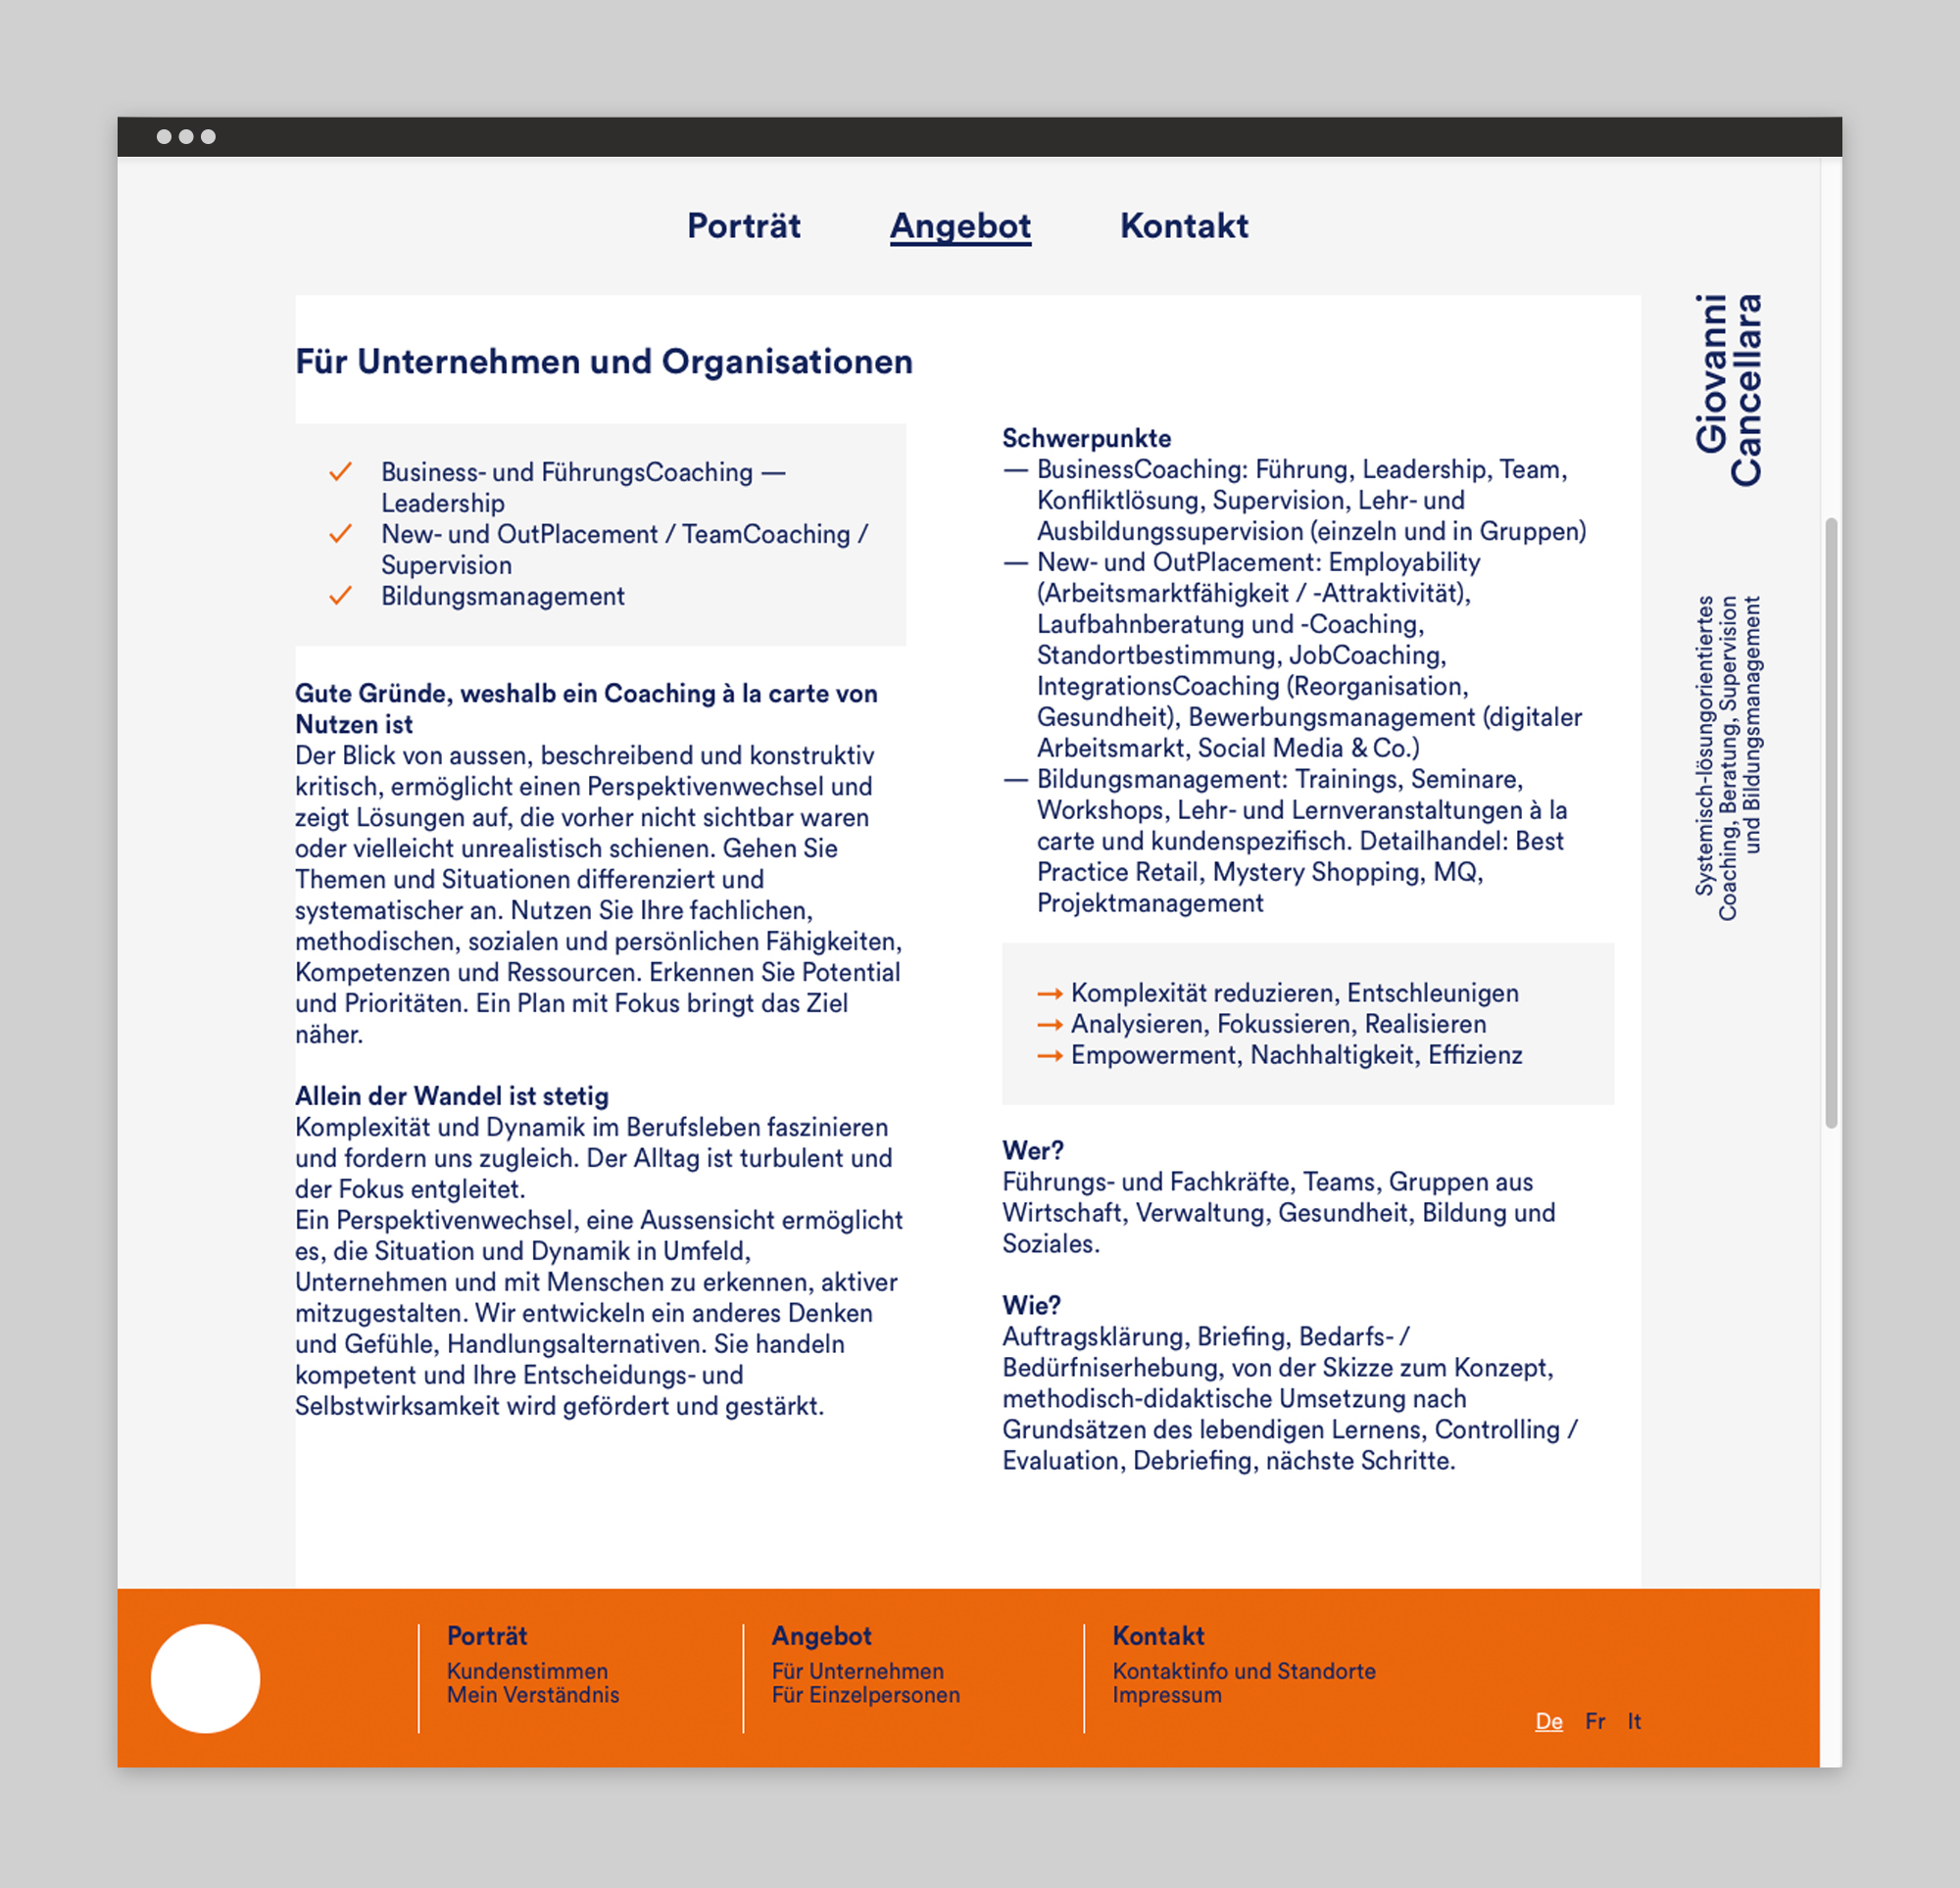 Porträt
Angebot
Kontakt
Giovanni
Cancellara
Systemisch-lösungorientiertes
Coaching, Beratung, Supervision
und Bildungsmanagement
Für Unternehmen und Organisationen
✓ Business- und FührungsCoaching —
Leadership
✓ New- und OutPlacement / TeamCoaching /
Supervision
✓ Bildungsmanagement
Gute Gründe, weshalb ein Coaching à la carte von
Nutzen ist
Der Blick von aussen, beschreibend und konstruktiv
kritisch, ermöglicht einen Perspektivenwechsel und
zeigt Lösungen auf, die vorher nicht sichtbar waren
oder vielleicht unrealistisch schienen. Gehen Sie
Themen und Situationen differenziert und
systematischer an. Nutzen Sie Ihre fachlichen,
methodischen, sozialen und persönlichen Fähigkeiten,
Kompetenzen und Ressourcen. Erkennen Sie Potential
und Prioritäten. Ein Plan mit Fokus bringt das Ziel
näher.
Allein der Wandel ist stetig
Komplexität und Dynamik im Berufsleben faszinieren
und fordern uns zugleich. Der Alltag ist turbulent und
der Fokus entgleitet.
Ein Perspektivenwechsel, eine Aussensicht ermöglicht
es, die Situation und Dynamik in Umfeld,
Unternehmen und mit Menschen zu erkennen, aktiver
mitzugestalten. Wir entwickeln ein anderes Denken
und Gefühle, Handlungsalternativen. Sie handeln
kompetent und Ihre Entscheidungs- und
Selbstwirksamkeit wird gefördert und gestärkt.
Schwerpunkte
— BusinessCoaching: Führung, Leadership, Team,
Konfliktlösung, Supervision, Lehr- und
Ausbildungssupervision (einzeln und in Gruppen)
— New- und OutPlacement: Employability
(Arbeitsmarktfähigkeit / -Attraktivität),
Laufbahnberatung und -Coaching,
Standortbestimmung, JobCoaching,
IntegrationsCoaching (Reorganisation,
Gesundheit), Bewerbungsmanagement (digitaler
Arbeitsmarkt, Social Media & Co.)
— Bildungsmanagement: Trainings, Seminare,
Workshops, Lehr- und Lernveranstaltungen à la
carte und kundenspezifisch. Detailhandel: Best
Practice Retail, Mystery Shopping, MQ,
Projektmanagement
→ Komplexität reduzieren, Entschleunigen
→ Analysieren, Fokussieren, Realisieren
→ Empowerment, Nachhaltigkeit, Effizienz
Wer?
Führungs- und Fachkräfte, Teams, Gruppen aus
Wirtschaft, Verwaltung, Gesundheit, Bildung und
Soziales.
Wie?
Auftragsklärung, Briefing, Bedarfs- /
Bedürfniserhebung, von der Skizze zum Konzept,
methodisch-didaktische Umsetzung nach
Grundsätzen des lebendigen Lernens, Controlling /
Evaluation, Debriefing, nächste Schritte.
Porträt
Kundenstimmen
Mein Verständnis
Angebot
Für Unternehmen
Für Einzelpersonen
Kontakt
Kontaktinfo und Standorte
Impressum
De Fr It